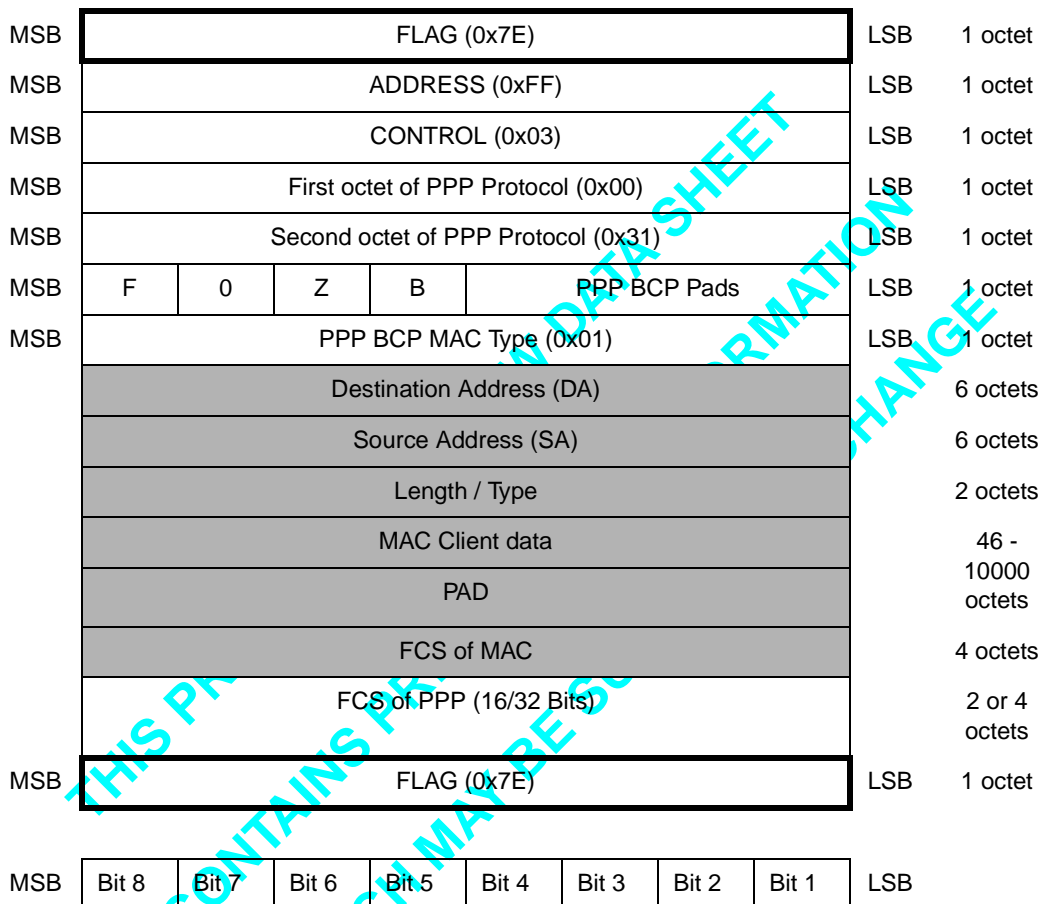 MSB FLAG (0x7E) LSB 1 octet
MSB ADDRESS (0xFF) LSB 1 octet
MSB CONTROL (0x03) LSB 1 octet
MSB First octet of PPP Protocol (0x00) LSB 1 octet
MSB Second octet of PPP Protocol (0x31) LSB 1 octet
MSB F 0 Z B PPP BCP Pads LSB 1 octet
MSB PPP BCP MAC Type (0x01) LSB 1 octet
Destination Address (DA) 6 octets
Source Address (SA) 6 octets
Length / Type 2 octets
MAC Client data 46 -
10000
PAD octets
FCS of MAC 4 octets
FCS of PPP (16/32 Bits) 2 or 4
octets
MSB FLAG (0x7E) LSB 1 octet
MSB Bit 8 Bit 7 Bit 6 Bit 5 Bit 4 Bit 3 Bit 2 Bit 1 LSB
THIS
DATA SHEET
CONTAINS
MAY BE